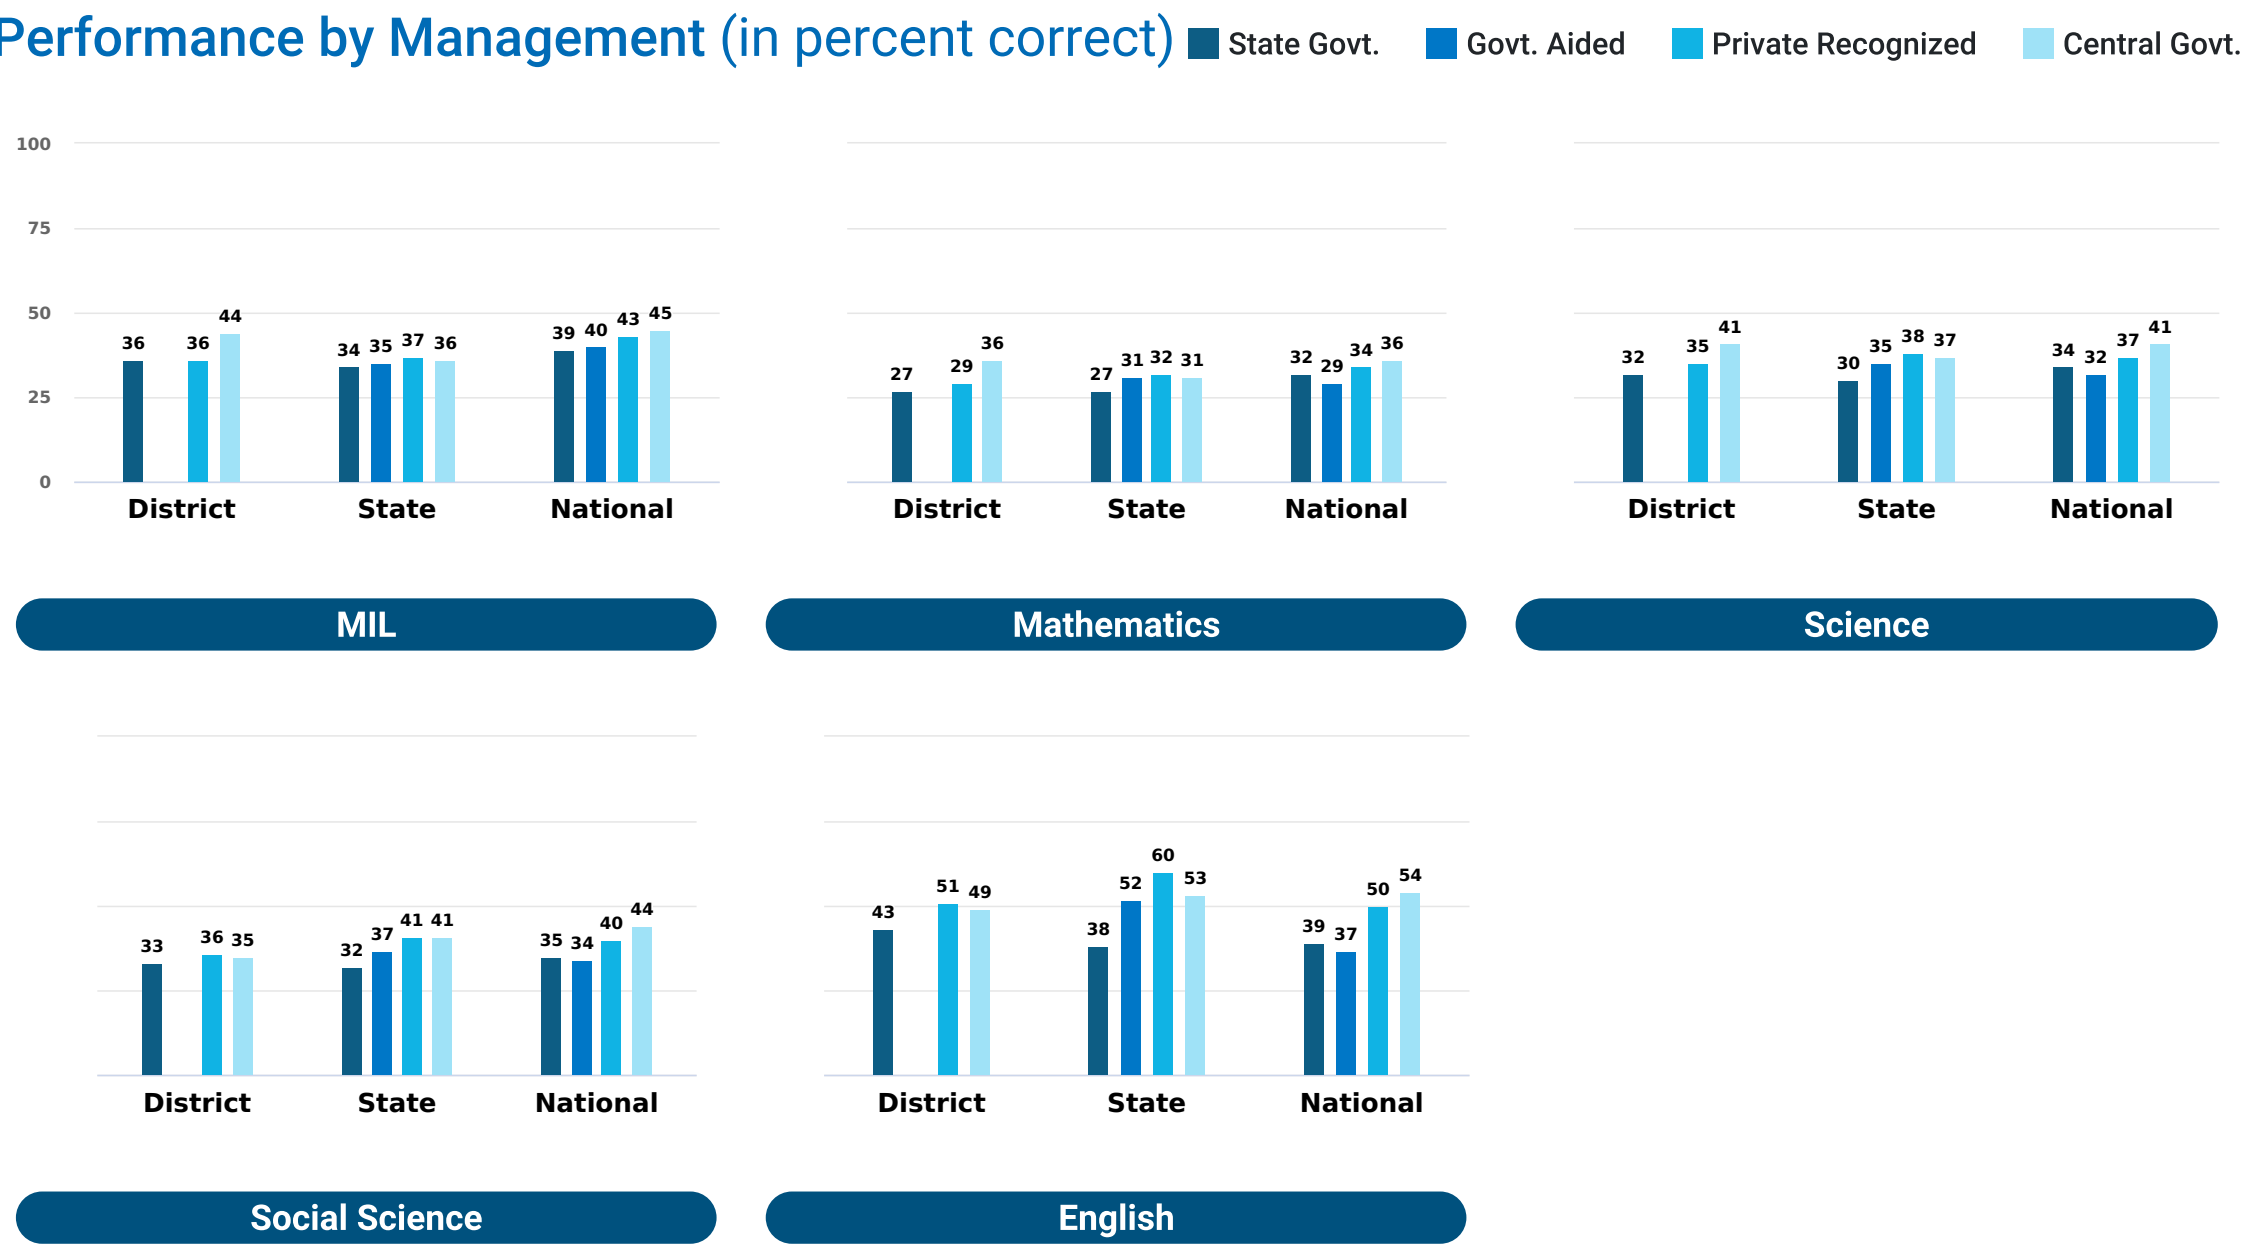 Performance by Management (in percent correct) State Govt. Govt. Aided Private Recognized Central Govt.
100
75
50
25
0
36 36 44 34 35 37 36 39 40 43 45
District State National
MIL
27 29 36 27 31 32 31 32 29 34 36
District State National
Mathematics
32 35 41 30 35 38 37 34 32 37 41
District State National
Science
33 36 35 32 37 41 41 35 34 40 44
District State National
Social Science
43 51 49 38 52 60 53 39 37 50 54
District State National
English